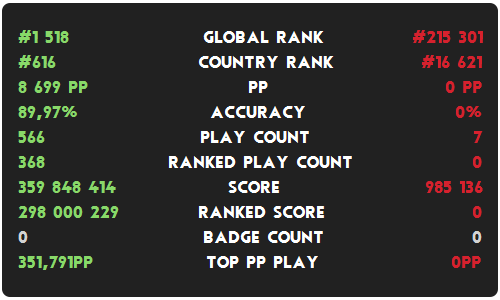 #1 518 GLOBAL RANK #215 301
#616 COUNTRY RANK #16 621
8 699 PP PP 0 PP
89,97% ACCURACY 0%
566 PLAY COUNT 7
368 RANKED PLAY COUNT 0
359 848 414 SCORE 985 136
298 000 229 RANKED SCORE 0
0 BADGE COUNT 0
351,791PP TOP PP PLAY 0PP